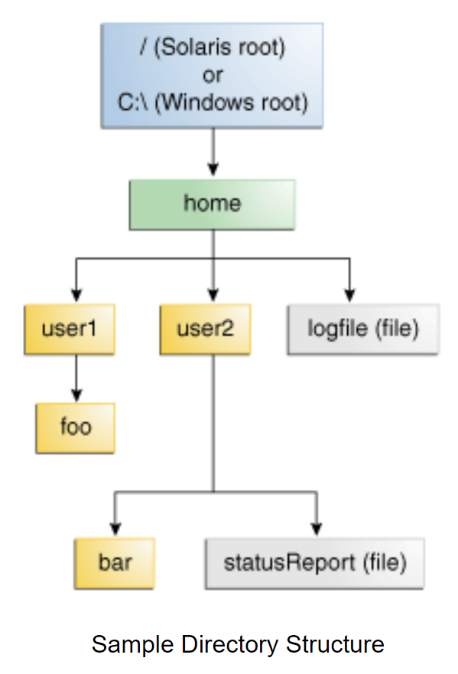 / (Solaris root)
or
C:\ (Windows root)
home
user1
user2
logfile (file)
foo
bar
statusReport (file)
Sample Directory Structure